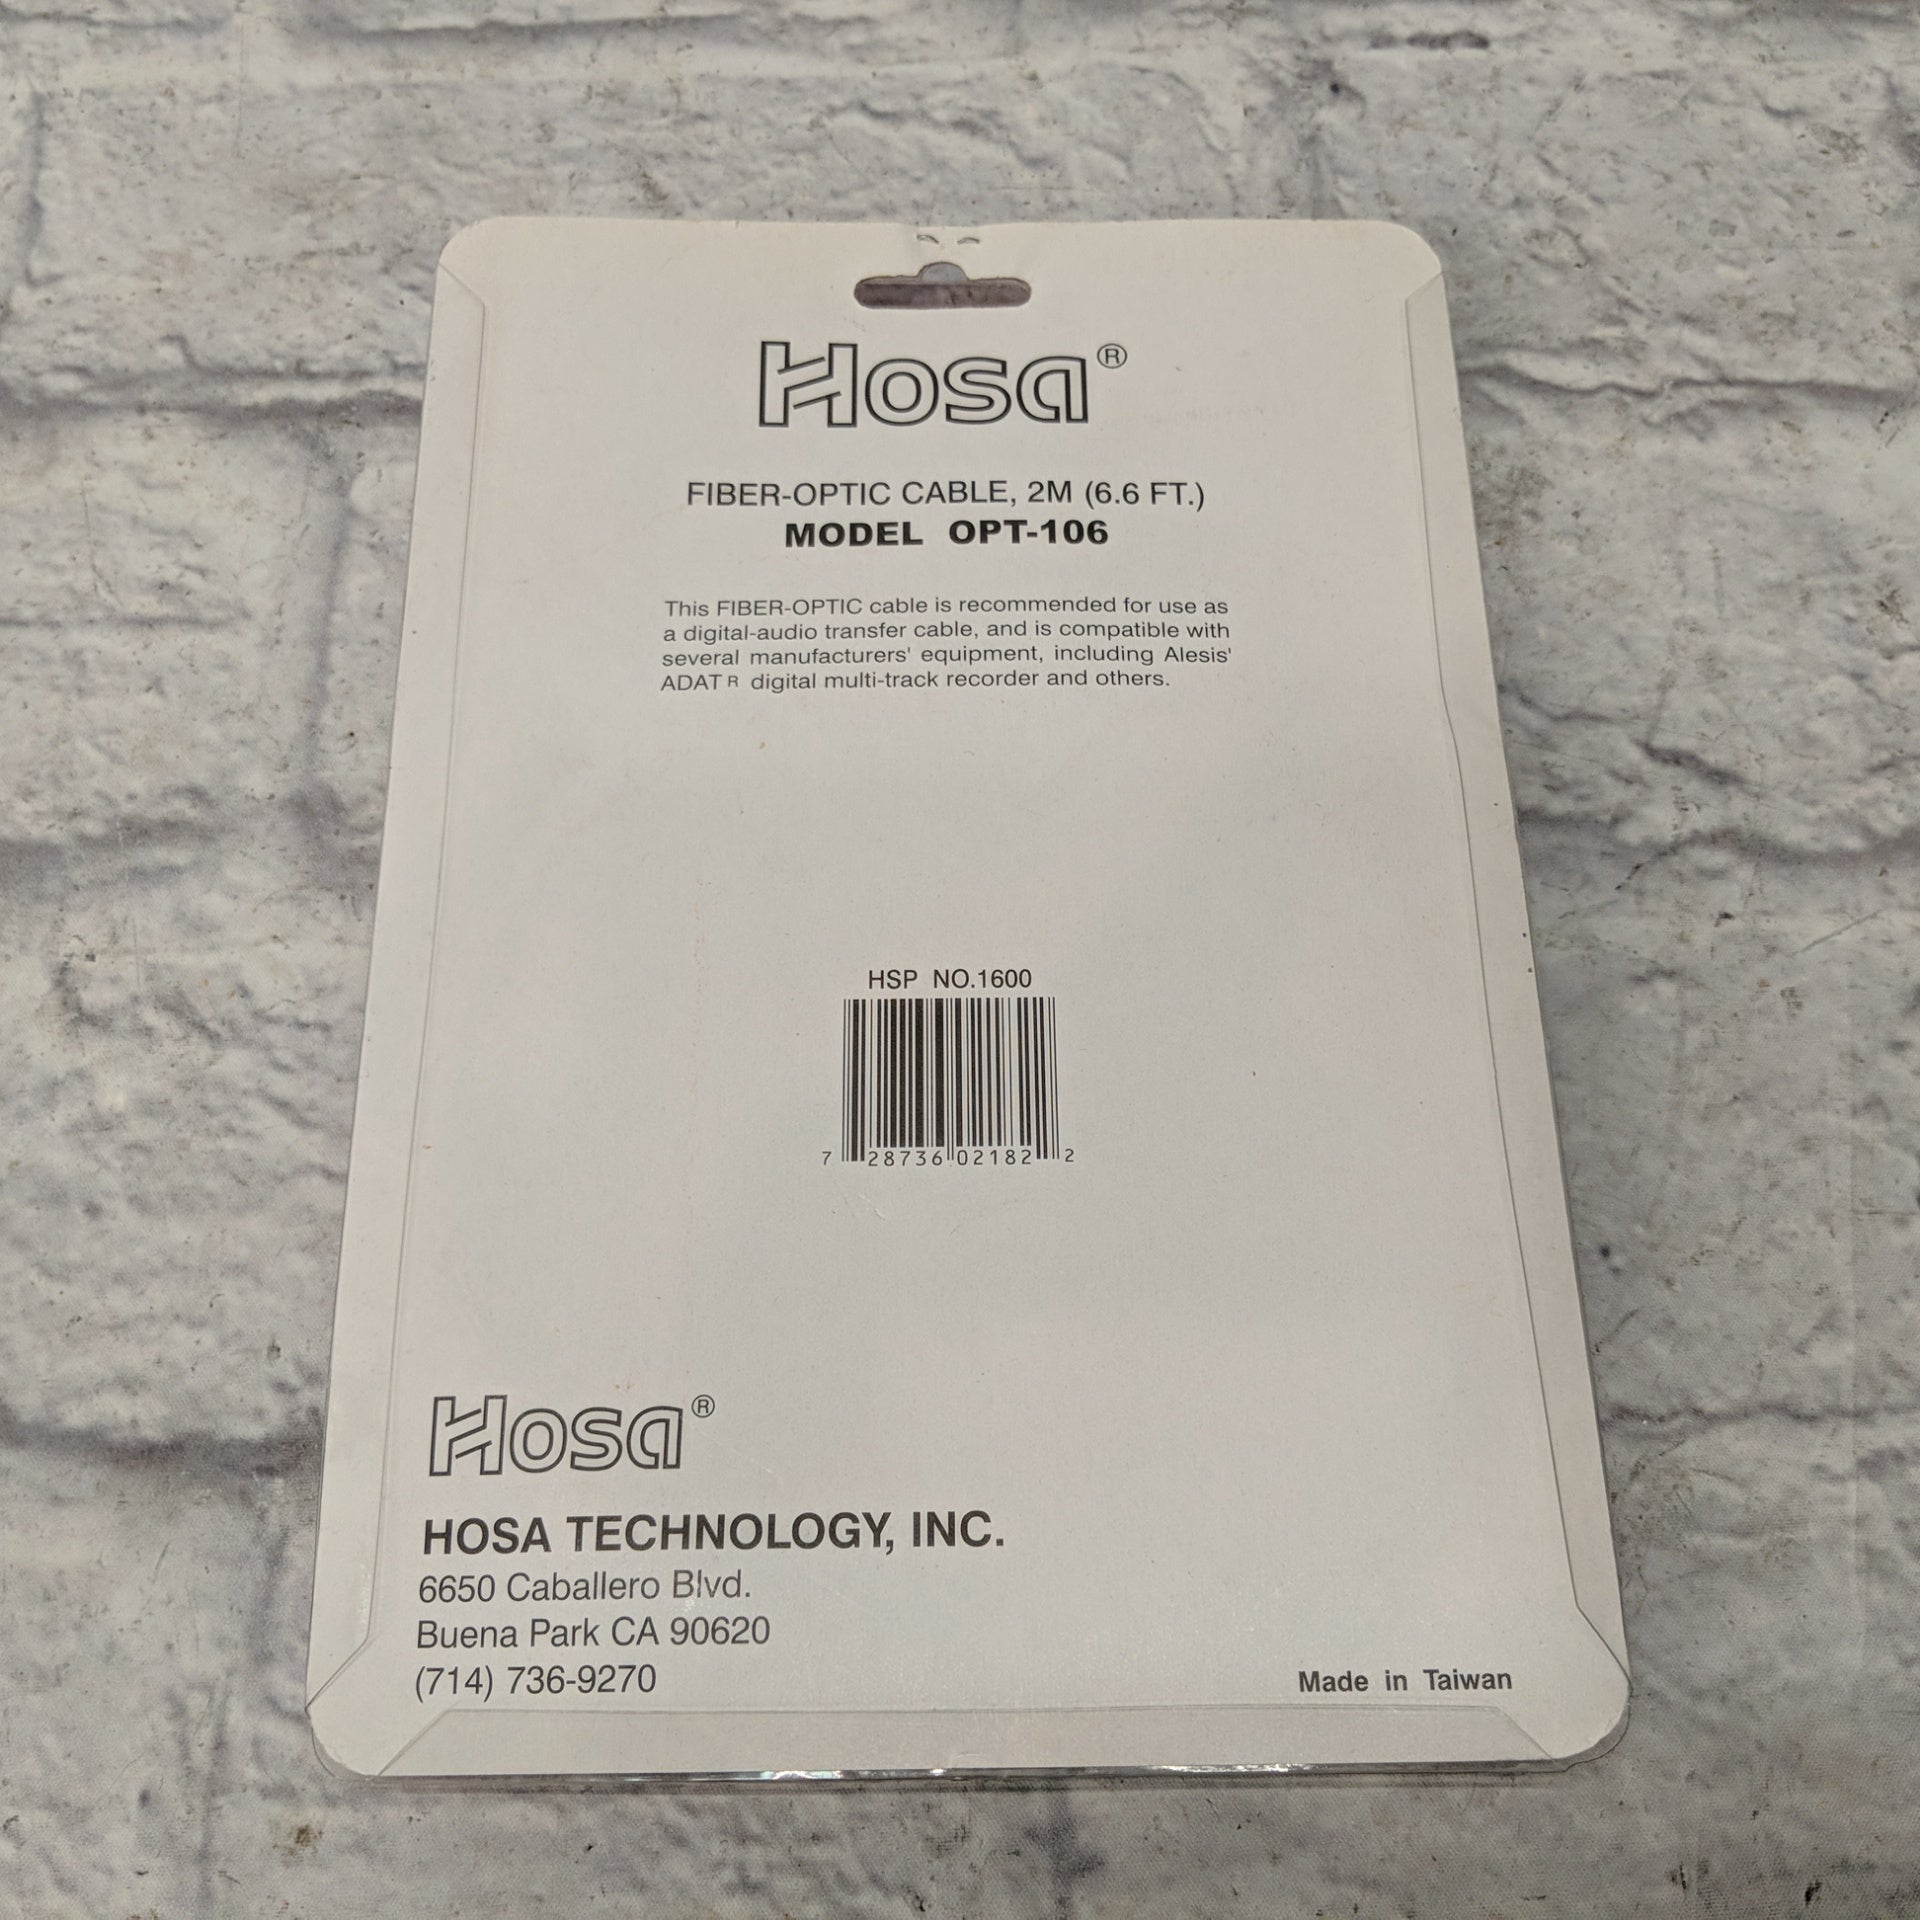 Hosa®
FIBER-OPTIC CABLE, 2M (6.6 FT.)
MODEL OPT-106
This FIBER-OPTIC cable is recommended for use as
a digital-audio transfer cable, and is compatible with
several manufacturers' equipment, including Alesis'
ADAT R digital multi-track recorder and others.
HSP NO.1600
7 28736 02182 2
Hosa®
HOSA TECHNOLOGY, INC.
6650 Caballero Blvd.
Buena Park CA 90620
(714) 736-9270
Made in Taiwan